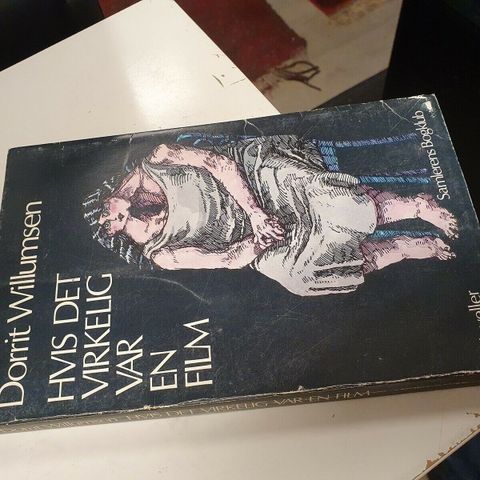 Dorrit Willumsen
HVIS DET
VIRKELIG
VAR
EN
FILM
Samlerens Bogklub
HVIS DET VIRKELIG VAR EN FILM